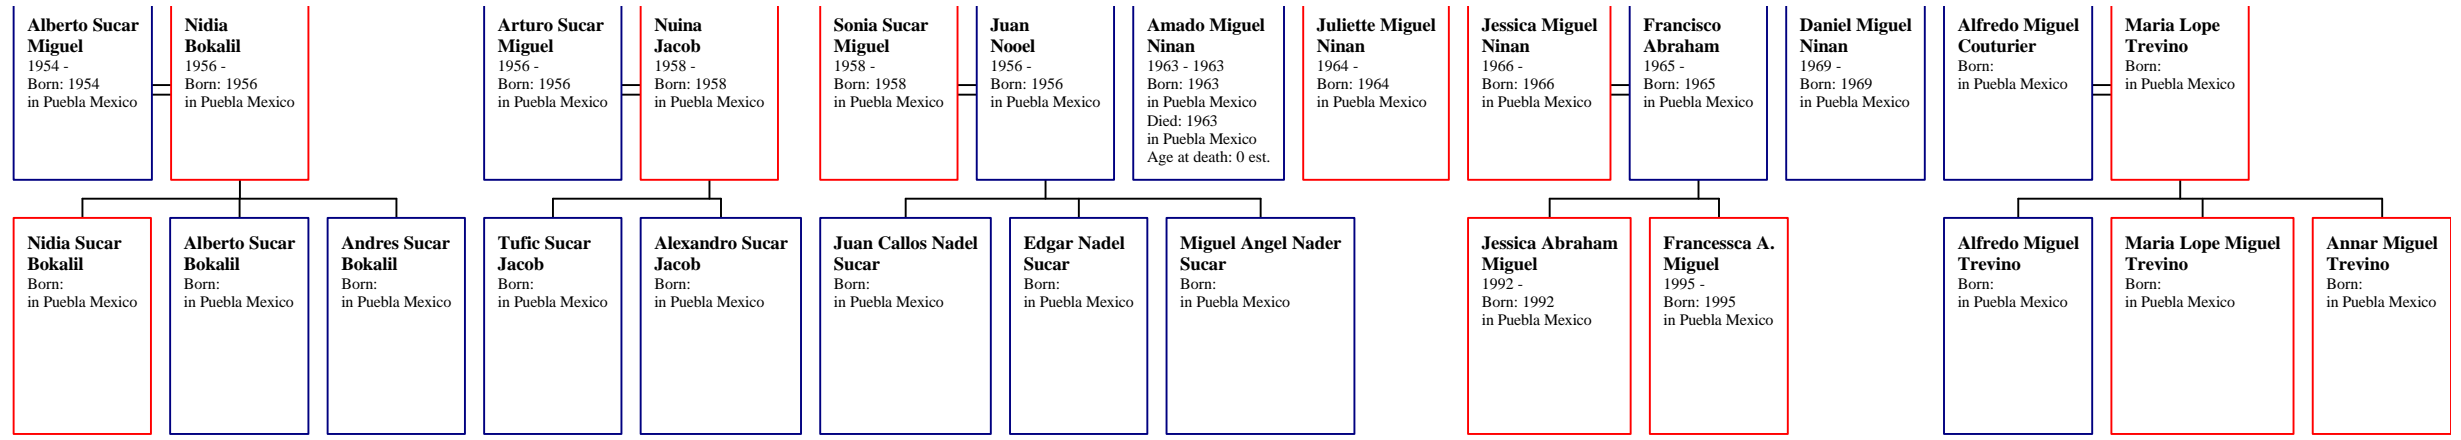 Alberto Sucar
Miguel
1954 -
Born: 1954
in Puebla Mexico
Nidia
Bokalil
1956 -
Born: 1956
in Puebla Mexico
Arturo Sucar
Miguel
1956 -
Born: 1956
in Puebla Mexico
Nuina
Jacob
1958 -
Born: 1958
in Puebla Mexico
Sonia Sucar
Miguel
1958 -
Born: 1958
in Puebla Mexico
Juan
Nooel
1956 -
Born: 1956
in Puebla Mexico
Amado Miguel
Ninan
1963 - 1963
Born: 1963
in Puebla Mexico
Died: 1963
in Puebla Mexico
Age at death: 0 est.
Juliette Miguel
Ninan
1964 -
Born: 1964
in Puebla Mexico
Jessica Miguel
Ninan
1966 -
Born: 1966
in Puebla Mexico
Francisco
Abraham
1965 -
Born: 1965
in Puebla Mexico
Daniel Miguel
Ninan
1969 -
Born: 1969
in Puebla Mexico
Alfredo Miguel
Couturier
Born:
in Puebla Mexico
Maria Lope
Trevino
Born:
in Puebla Mexico
Nidia Sucar
Bokalil
Born:
in Puebla Mexico
Alberto Sucar
Bokalil
Born:
in Puebla Mexico
Andres Sucar
Bokalil
Born:
in Puebla Mexico
Tufic Sucar
Jacob
Born:
in Puebla Mexico
Alexandro Sucar
Jacob
Born:
in Puebla Mexico
Juan Callos Nadel
Sucar
Born:
in Puebla Mexico
Edgar Nadel
Sucar
Born:
in Puebla Mexico
Miguel Angel Nader
Sucar
Born:
in Puebla Mexico
Jessica Abraham
Miguel
1992 -
Born: 1992
in Puebla Mexico
Francessca A.
Miguel
1995 -
Born: 1995
in Puebla Mexico
Alfredo Miguel
Trevino
Born:
in Puebla Mexico
Maria Lope Miguel
Trevino
Born:
in Puebla Mexico
Annar Miguel
Trevino
Born:
in Puebla Mexico